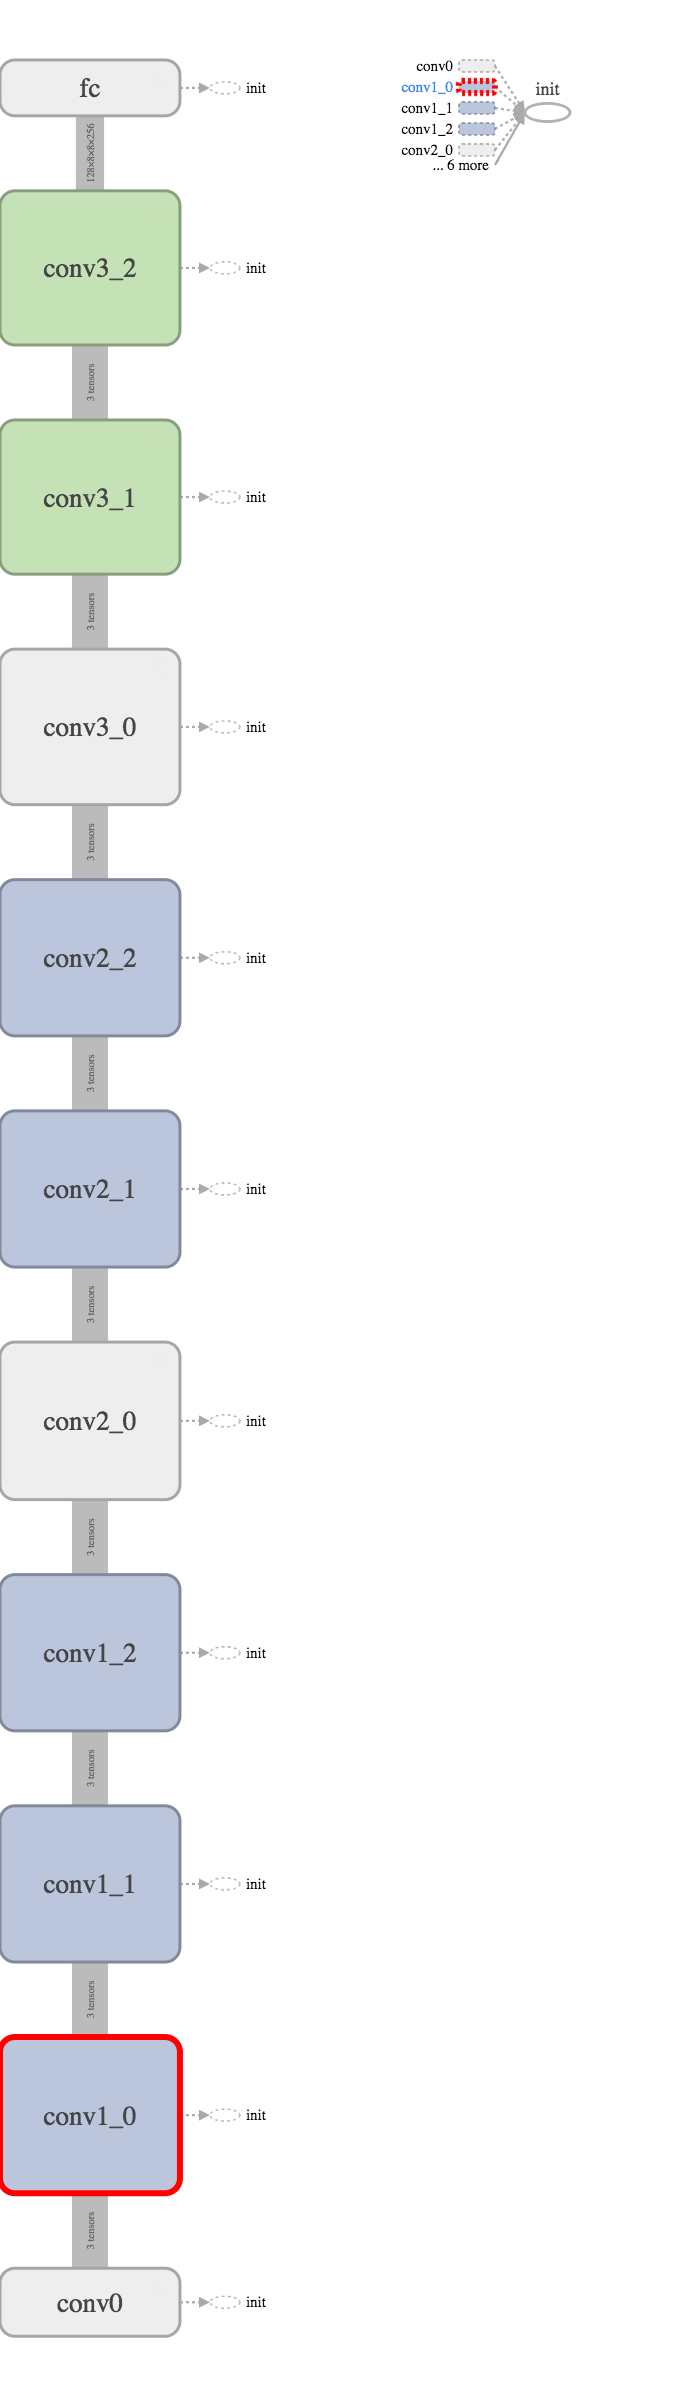 fc
init
128×8×8×256
conv3_2
init
3 tensors
conv3_1
init
3 tensors
conv3_0
init
3 tensors
conv2_2
init
3 tensors
conv2_1
init
3 tensors
conv2_0
init
3 tensors
conv1_2
init
3 tensors
conv1_1
init
3 tensors
conv1_0
init
3 tensors
conv0
init
conv0
conv1_0
conv1_1
conv1_2
conv2_0
... 6 more
init